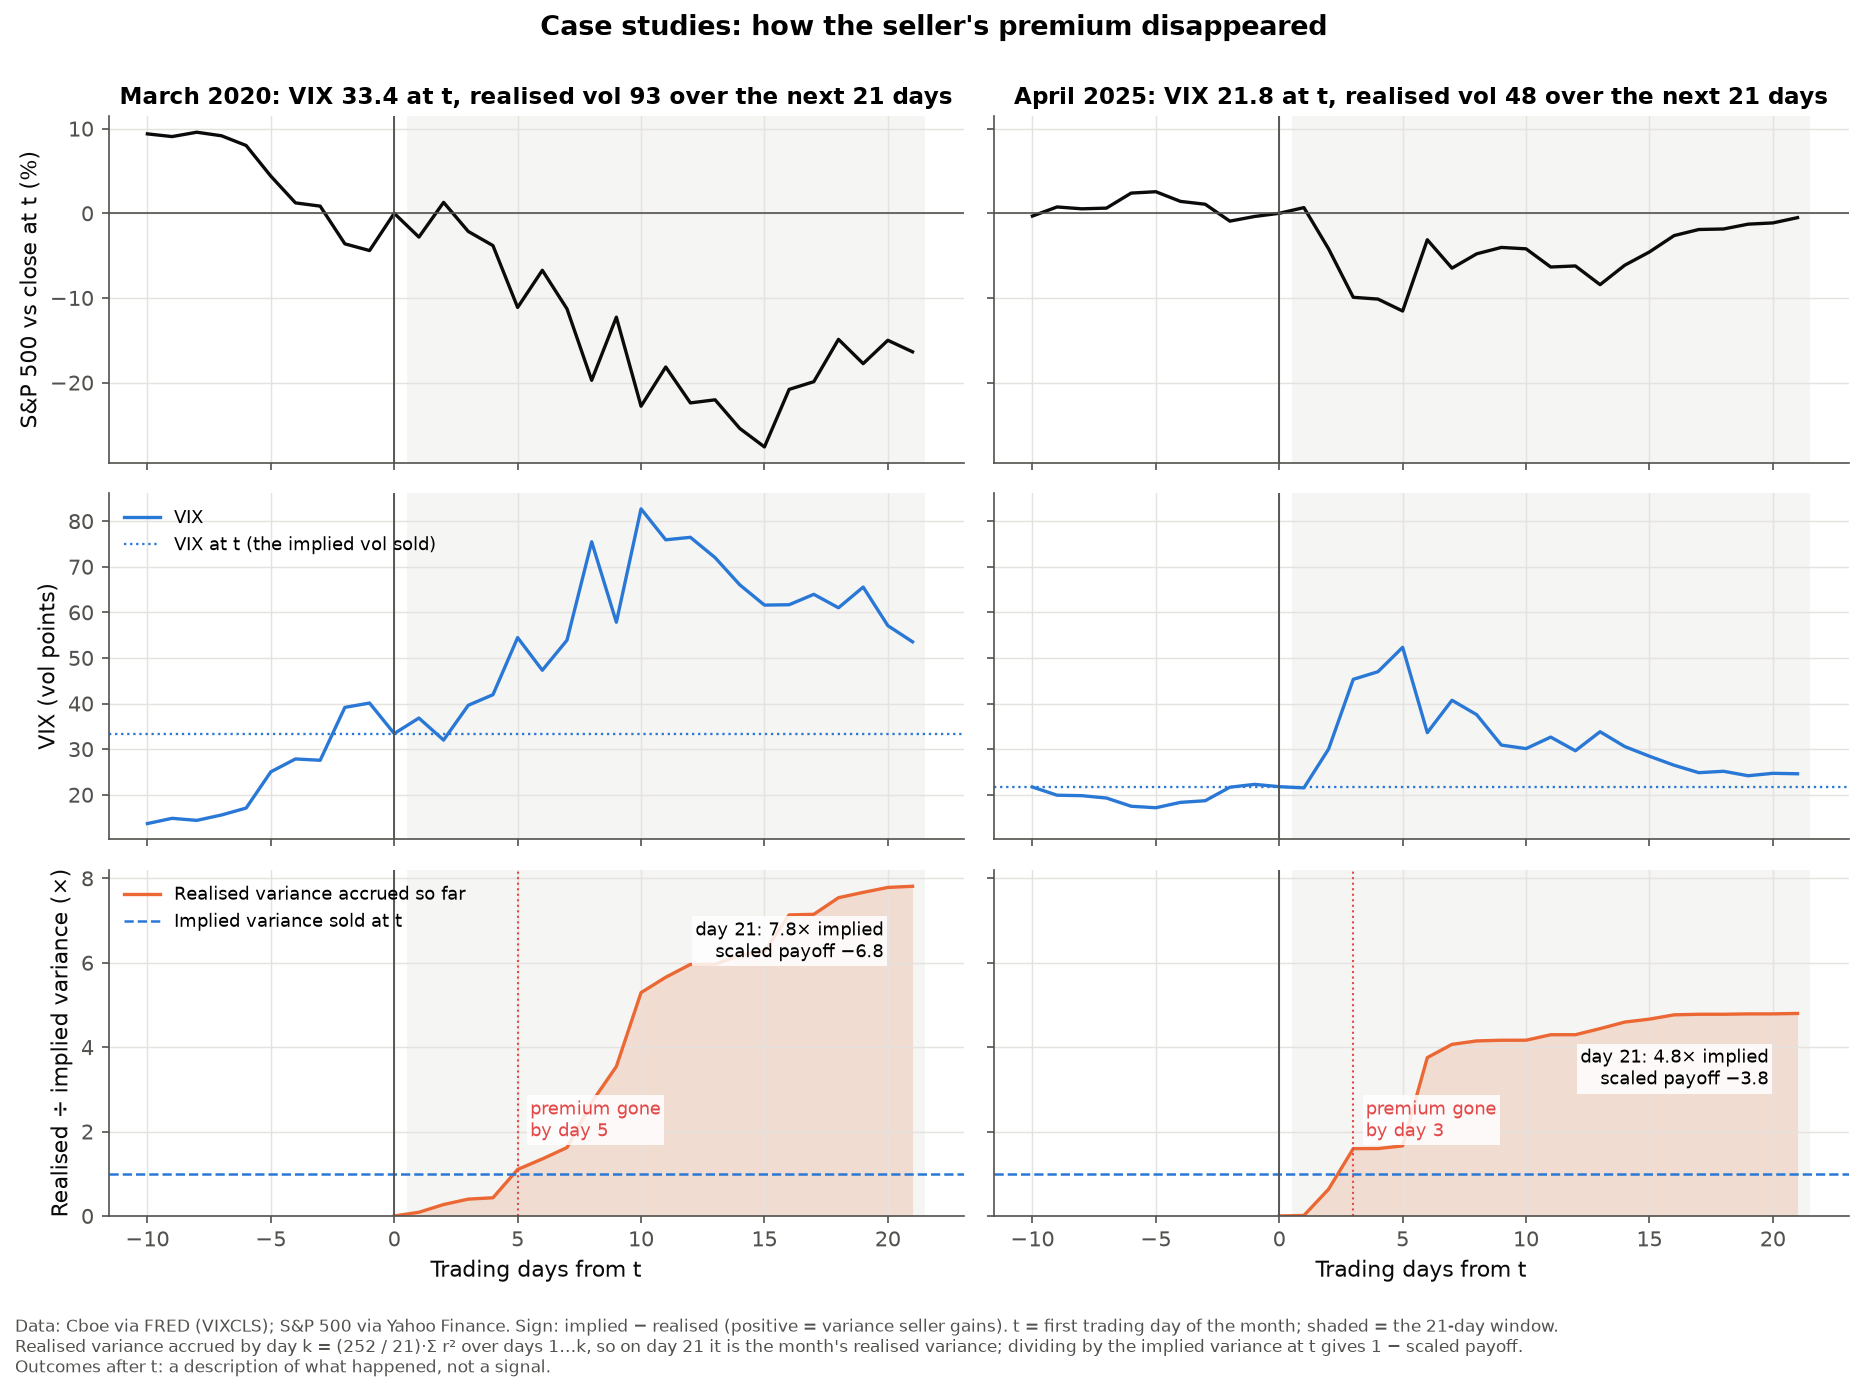 Case studies: how the seller's premium disappeared
March 2020: VIX 33.4 at t, realised vol 93 over the next 21 days
April 2025: VIX 21.8 at t, realised vol 48 over the next 21 days
S&P 500 vs close at t (%)
10
0
−10
−20
VIX (vol points)
80
70
60
50
40
30
20
VIX
VIX at t (the implied vol sold)
Realised ÷ implied variance (×)
8
6
4
2
0
Realised variance accrued so far
Implied variance sold at t
day 21: 7.8× implied
scaled payoff −6.8
premium gone
by day 5
day 21: 4.8× implied
scaled payoff −3.8
premium gone
by day 3
−10 −5 0 5 10 15 20
Trading days from t
−10 −5 0 5 10 15 20
Trading days from t
Data: Cboe via FRED (VIXCLS); S&P 500 via Yahoo Finance. Sign: implied − realised (positive = variance seller gains). t = first trading day of the month; shaded = the 21-day window.
Realised variance accrued by day k = (252 / 21)·Σ r² over days 1…k, so on day 21 it is the month's realised variance; dividing by the implied variance at t gives 1 − scaled payoff.
Outcomes after t: a description of what happened, not a signal.